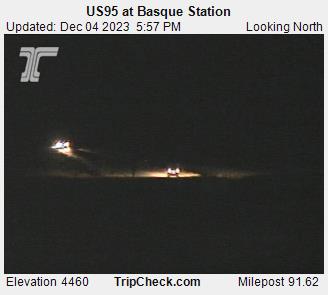 US95 at Basque Station
Updated: Dec 04 2023 5:57 PM Looking North
Elevation 4460 TripCheck.com Milepost 91.62